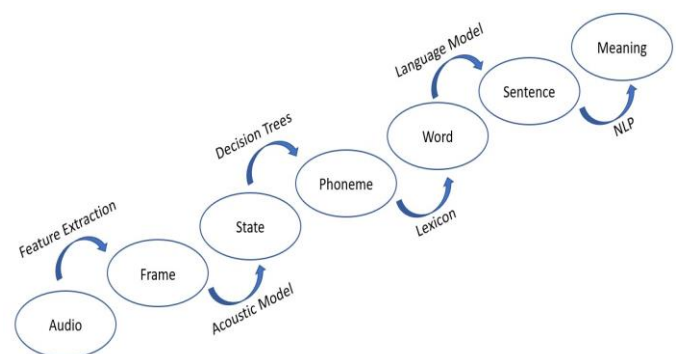 Meaning
Language Model
Sentence
NLP
Word
Decision Trees
Phoneme
Lexicon
State
Feature Extraction
Frame
Acoustic Model
Audio